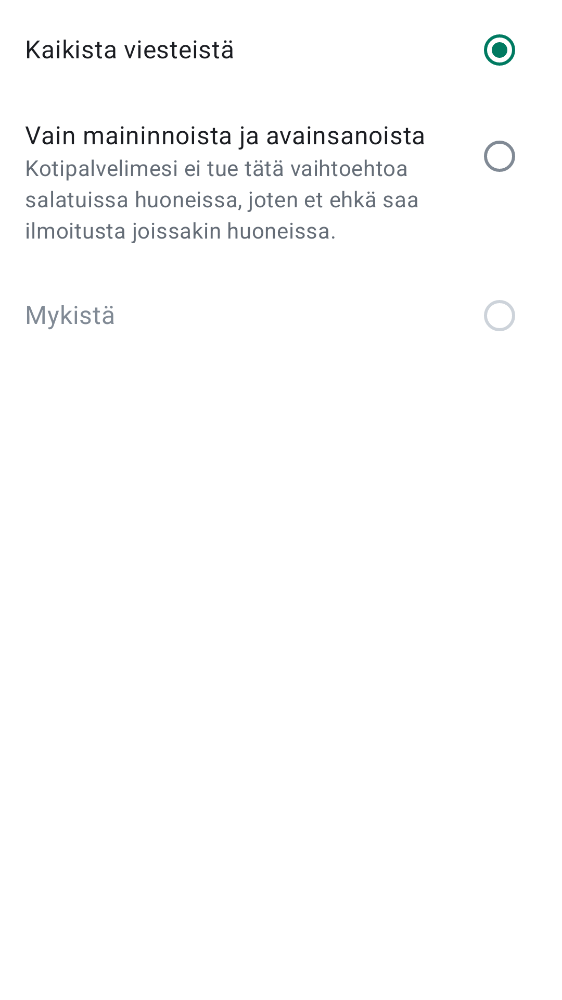 Kaikista viesteistä
Vain maininnoista ja avainsanoista
Kotipalvelimesi ei tue tätä vaihtoehtoa
salatuissa huoneissa, joten et ehkä saa
ilmoitusta joissakin huoneissa.
Mykistä